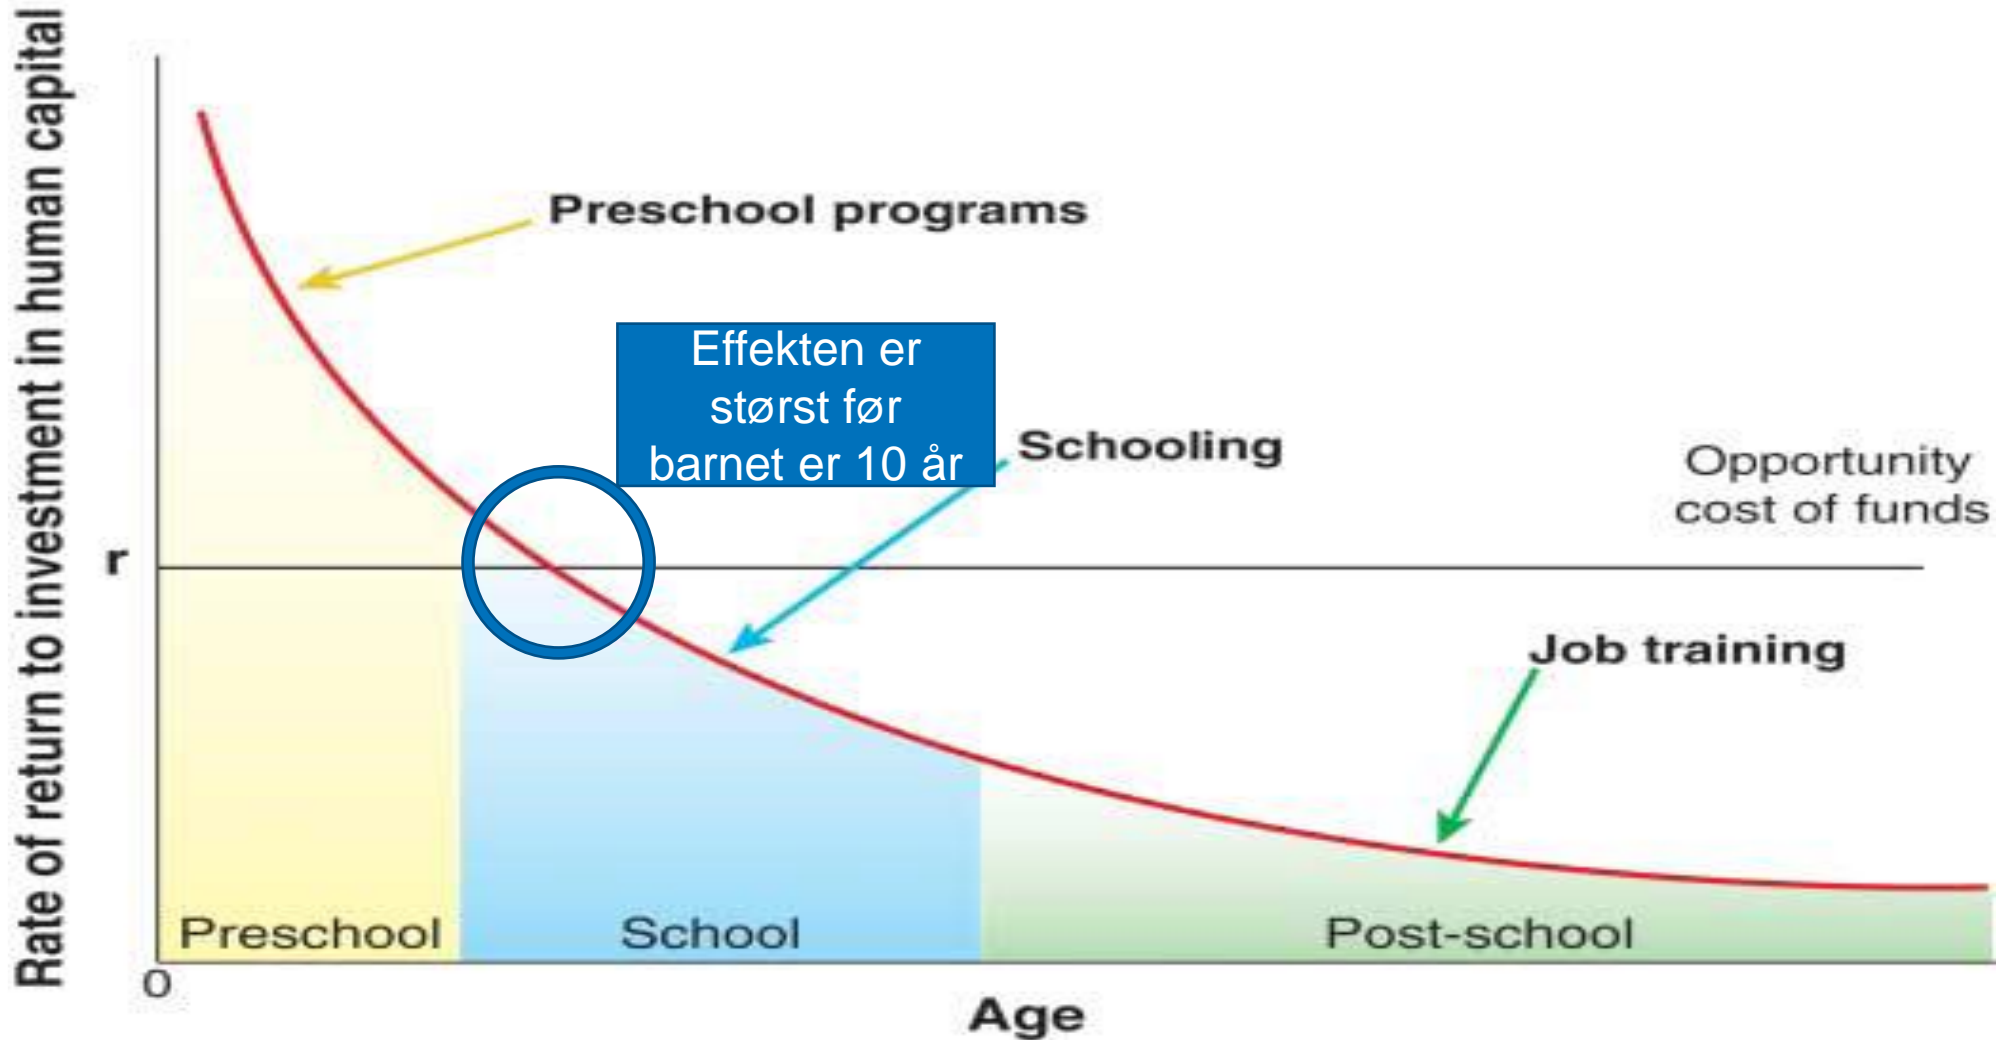 Rate of return to investment in human capital
Preschool programs
Effekten er
størst før
barnet er 10 år
Schooling
Opportunity
cost of funds
r
Job training
Preschool
School
Post-school
0
Age